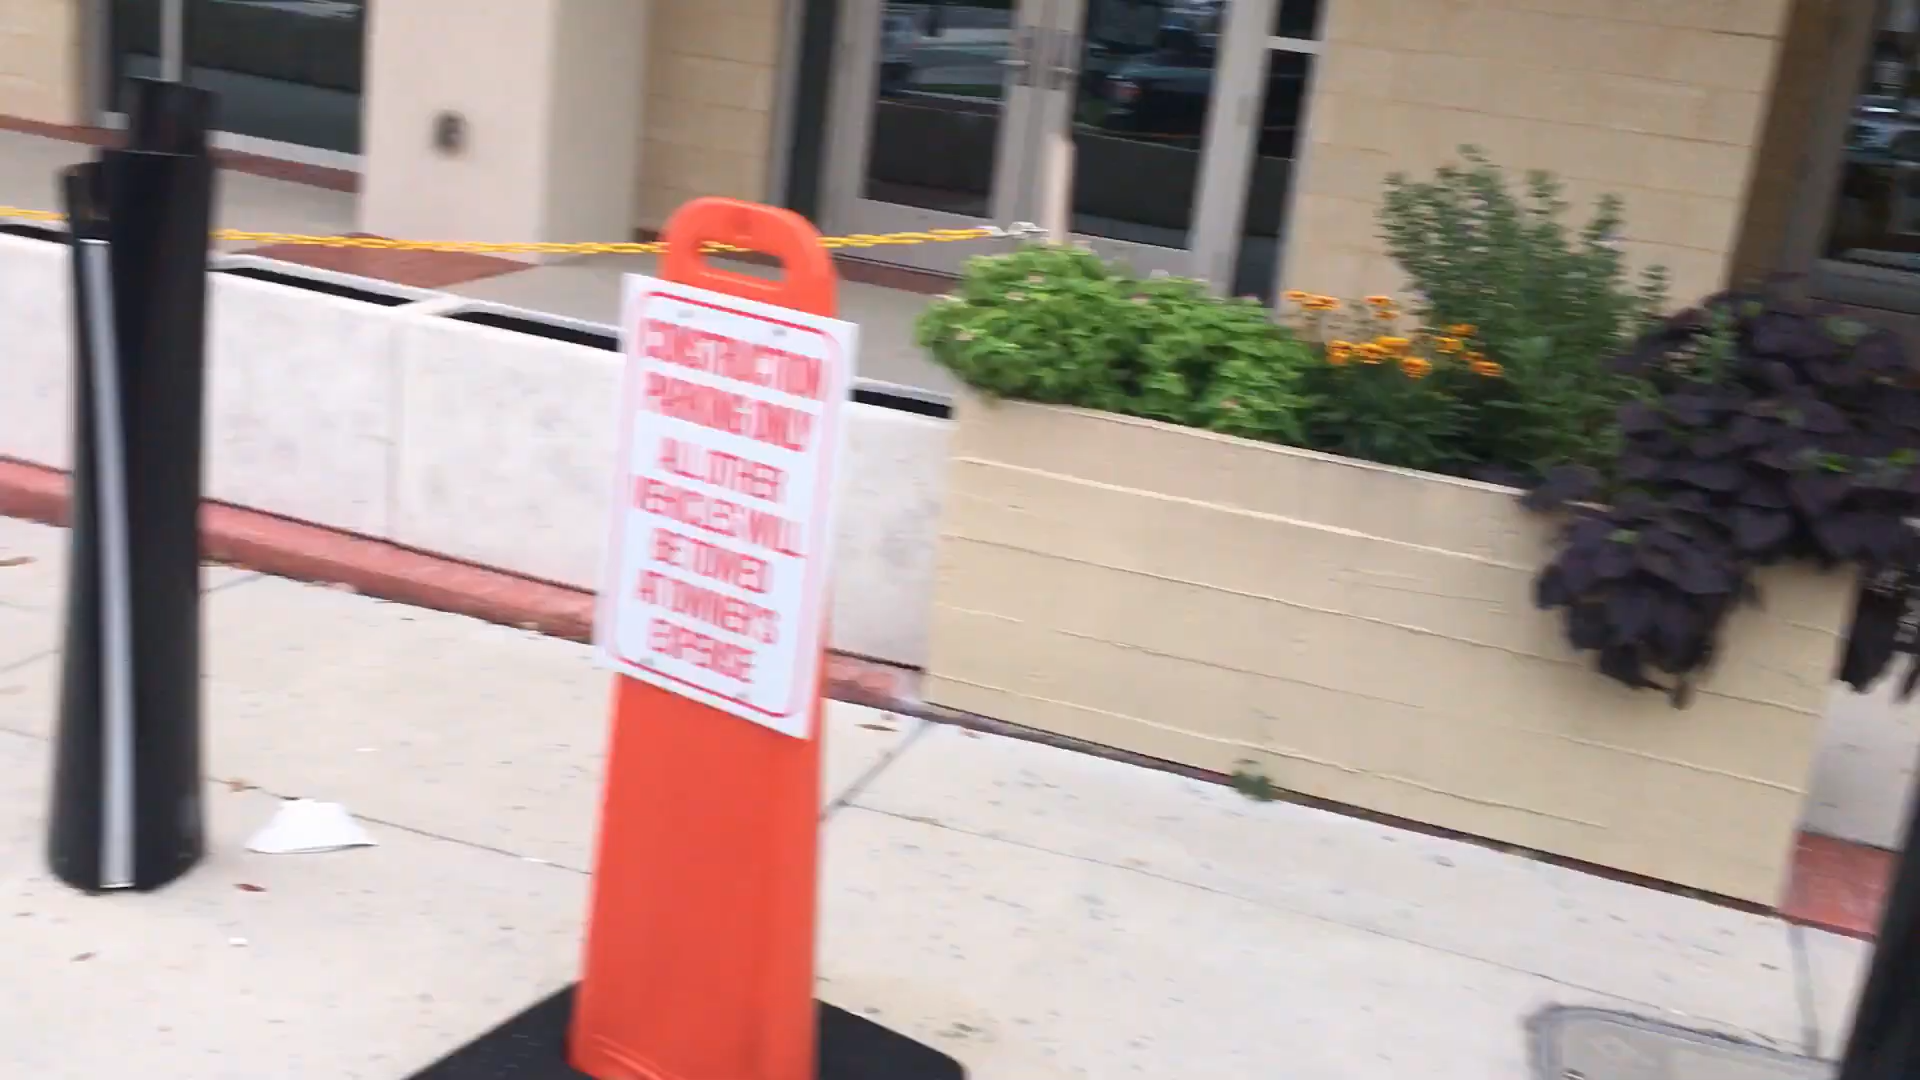 CONSTRUCTION
PARKING ONLY
ALL OTHER
VEHICLES WILL
BE TOWED
AT OWNER'S
EXPENSE